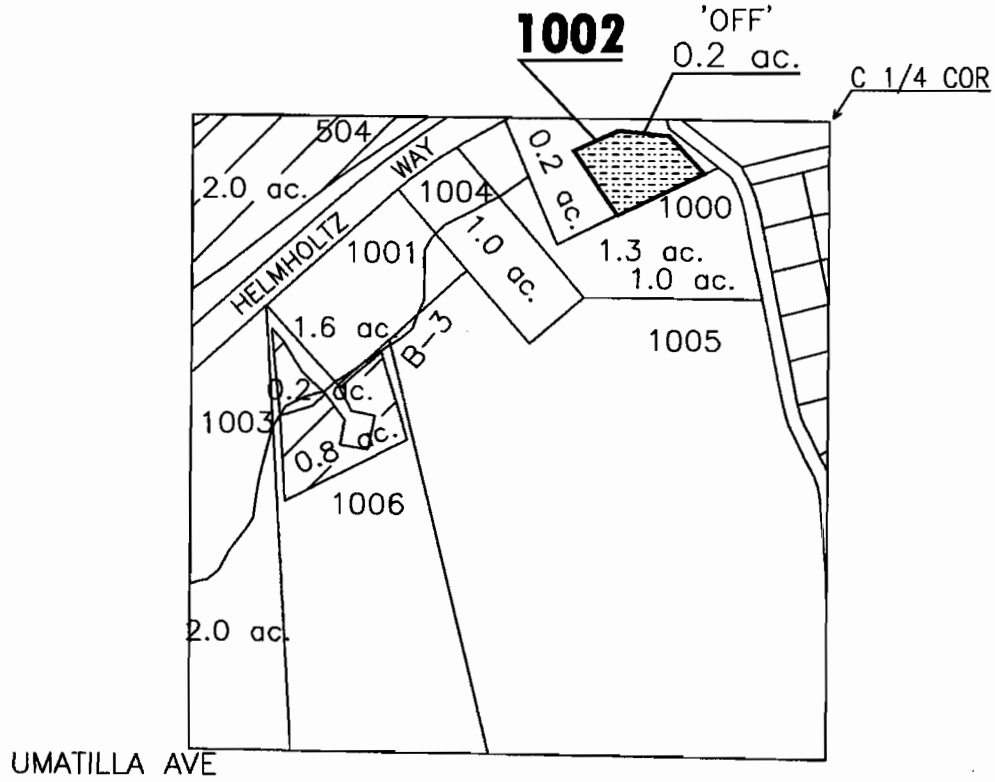 'OFF'
1002
0.2 ac.
C 1/4 COR
504
2.0 ac.
HELMHOLTZ WAY
1004
0.2 ac.
1000
1001
1.0 ac.
1.3 ac.
1.0 ac.
1.6 ac.
B-3
1005
0.2 ac.
1003
0.8 ac.
1006
2.0 ac.
UMATILLA AVE